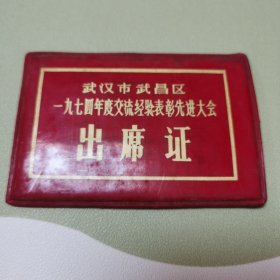 武汉市武昌区
一九七四年度交流经验表彰先进大会
出席证